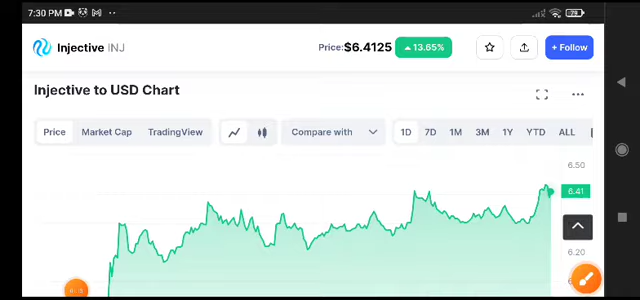 7:30 PM
79
Injective INJ
Price: $6.4125
13.65%
+ Follow
Injective to USD Chart
Price
Market Cap
TradingView
Compare with
1D
7D
1M
3M
1Y
YTD
ALL
6.50
6.41
6.20